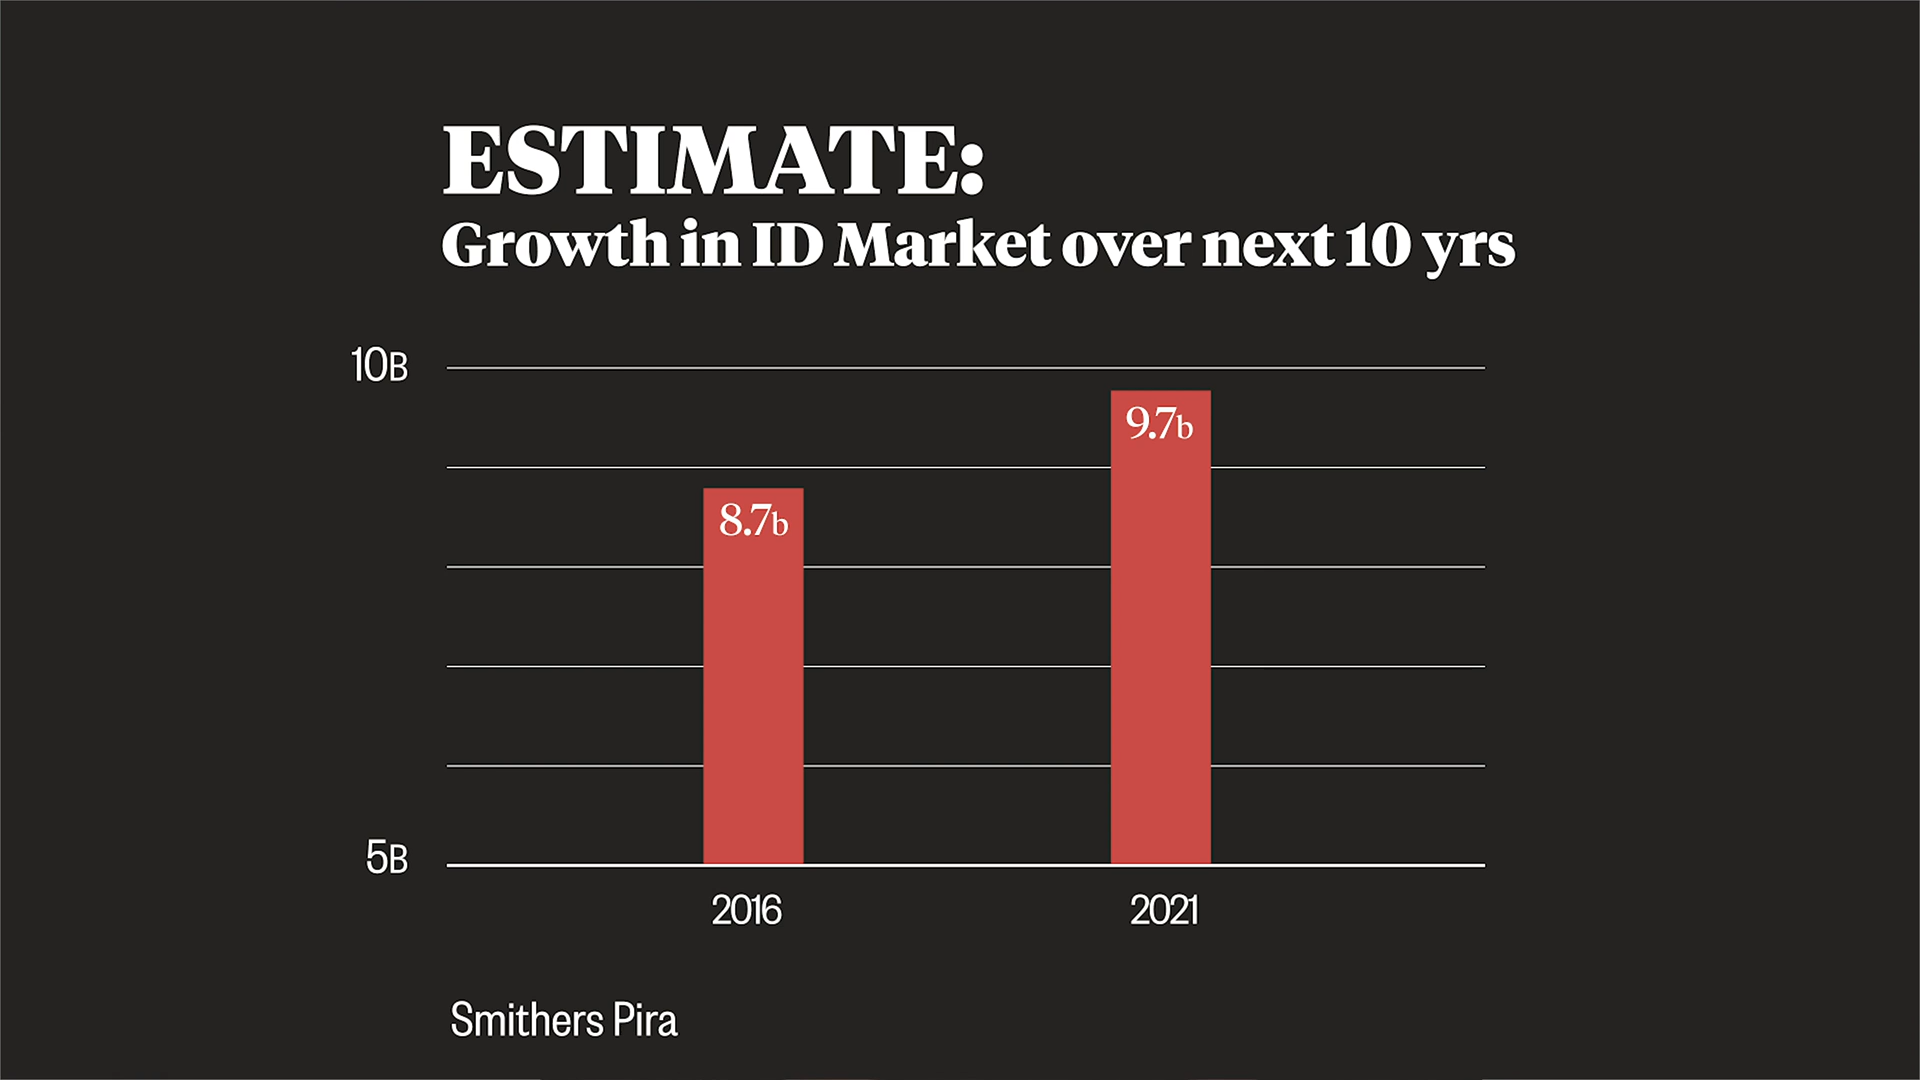 ESTIMATE:
Growth in ID Market over next 10 yrs
10B
9.7b
8.7b
5B
2016 2021
Smithers Pira